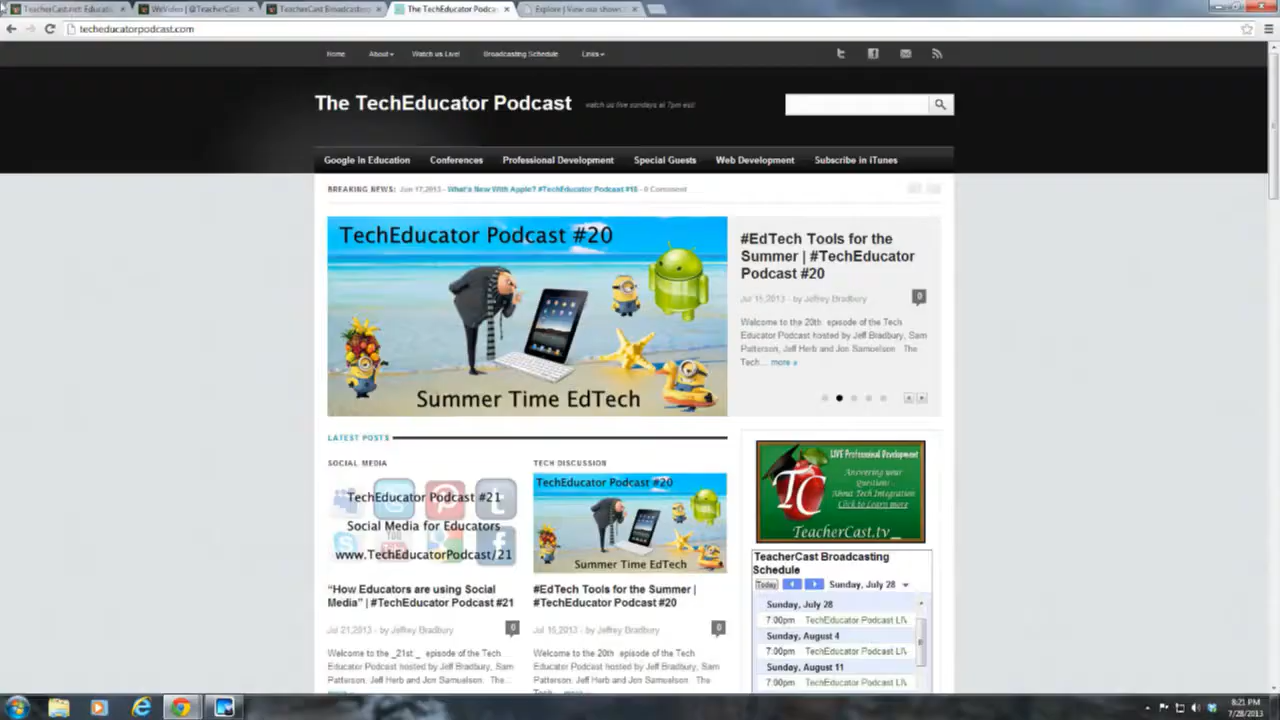 TeacherCast.net: Educati
WeVideo | @TeacherCast
TeacherCast Broadcasting
The TechEducator Podca
Explore | View our shows
techeducatorpodcast.com
Home About Watch us Live! Broadcasting Schedule Links
The TechEducator Podcast watch us live sundays at 7pm est!
Google In Education Conferences Professional Development Special Guests Web Development Subscribe in iTunes
BREAKING NEWS: Jun 17,2013 - What's New With Apple? #TechEducator Podcast #18 - 0 Comment
TechEducator Podcast #20
Summer Time EdTech
#EdTech Tools for the
Summer | #TechEducator
Podcast #20
Jul 15,2013 - by Jeffrey Bradbury 0
Welcome to the 20th episode of the Tech
Educator Podcast hosted by Jeff Bradbury, Sam
Patterson, Jeff Herb and Jon Samuelson The
Tech... more »
LATEST POSTS
SOCIAL MEDIA
TechEducator Podcast #21
Social Media for Educators
www.TechEducatorPodcast/21
“How Educators are using Social
Media” | #TechEducator Podcast #21
Jul 21,2013 - by Jeffrey Bradbury 0
Welcome to the _21st _ episode of the Tech
Educator Podcast hosted by Jeff Bradbury, Sam
Patterson, Jeff Herb and Jon Samuelson. The
TECH DISCUSSION
TechEducator Podcast #20
Summer Time EdTech
#EdTech Tools for the Summer |
#TechEducator Podcast #20
Jul 15,2013 - by Jeffrey Bradbury 0
Welcome to the 20th episode of the Tech
Educator Podcast hosted by Jeff Bradbury, Sam
Patterson, Jeff Herb and Jon Samuelson The
Tech... more »
LIVE Professional Development
Answering your
Questions
About Tech Integration
Click to Learn more
TC
TeacherCast.tv_
TeacherCast Broadcasting
Schedule
Today Sunday, July 28
Sunday, July 28
7:00pm TechEducator Podcast LIV
Sunday, August 4
7:00pm TechEducator Podcast LIV
Sunday, August 11
7:00pm TechEducator Podcast LIV
8:21 PM
7/28/2013